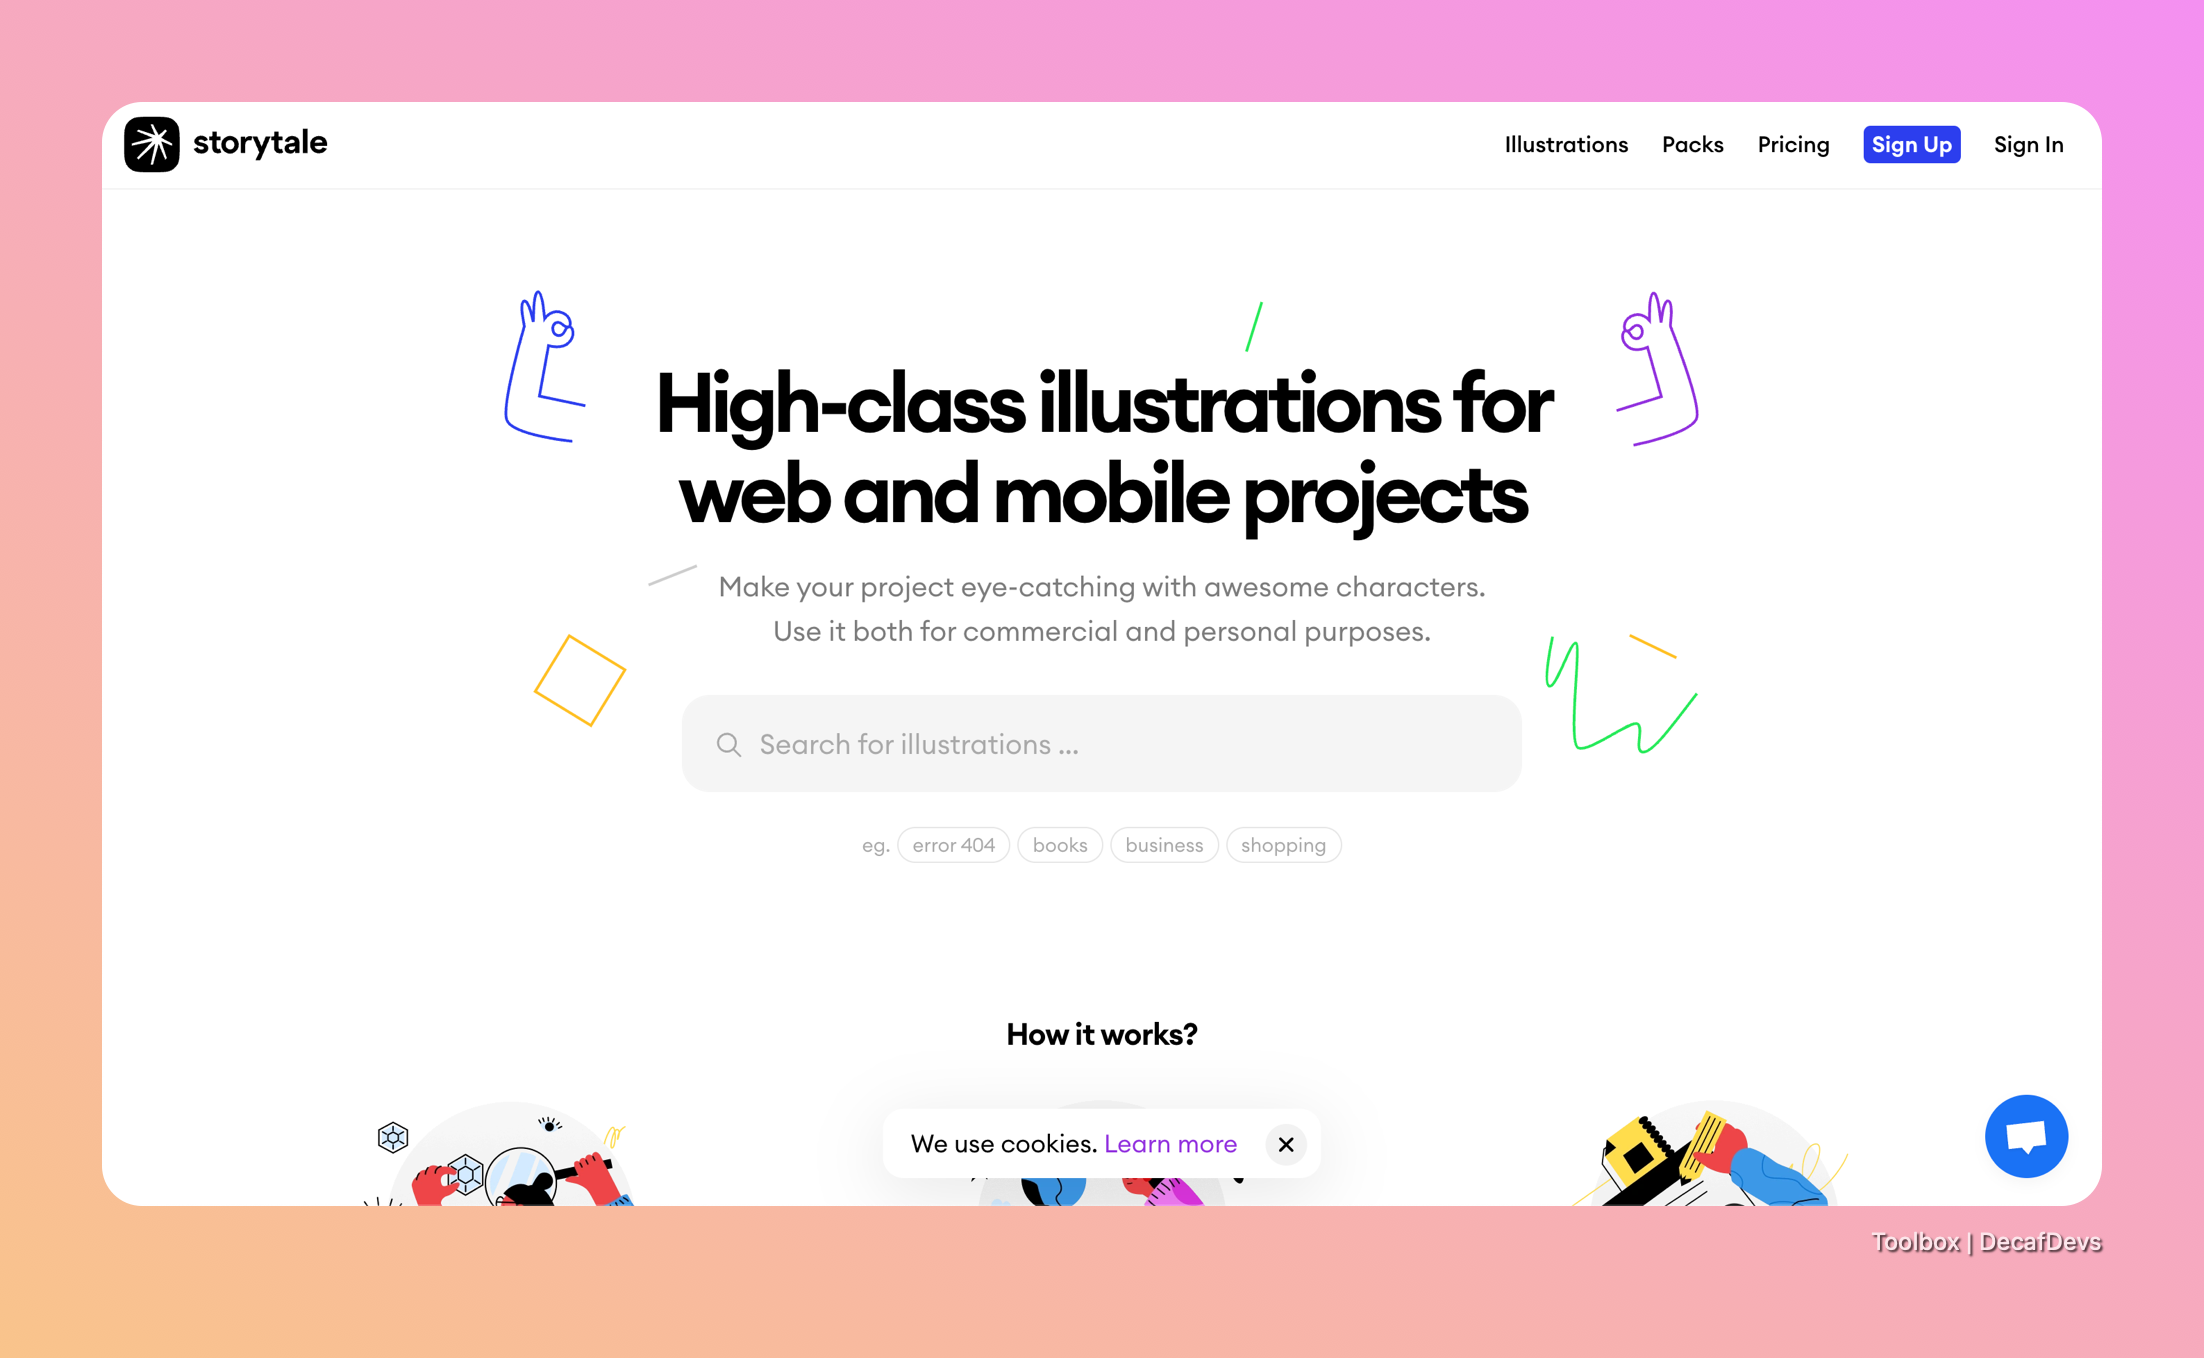 storytale
Illustrations Packs Pricing Sign Up Sign In
High-class illustrations for
web and mobile projects
Make your project eye-catching with awesome characters.
Use it both for commercial and personal purposes.
Search for illustrations ...
eg. error 404 books business shopping
How it works?
We use cookies. Learn more
Toolbox | DecafDevs